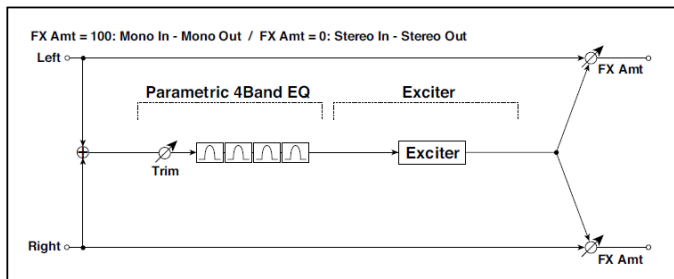 FX Amt = 100: Mono In - Mono Out / FX Amt = 0: Stereo In - Stereo Out
Left
FX Amt
Parametric 4Band EQ
Exciter
Trim
Exciter
Right
FX Amt